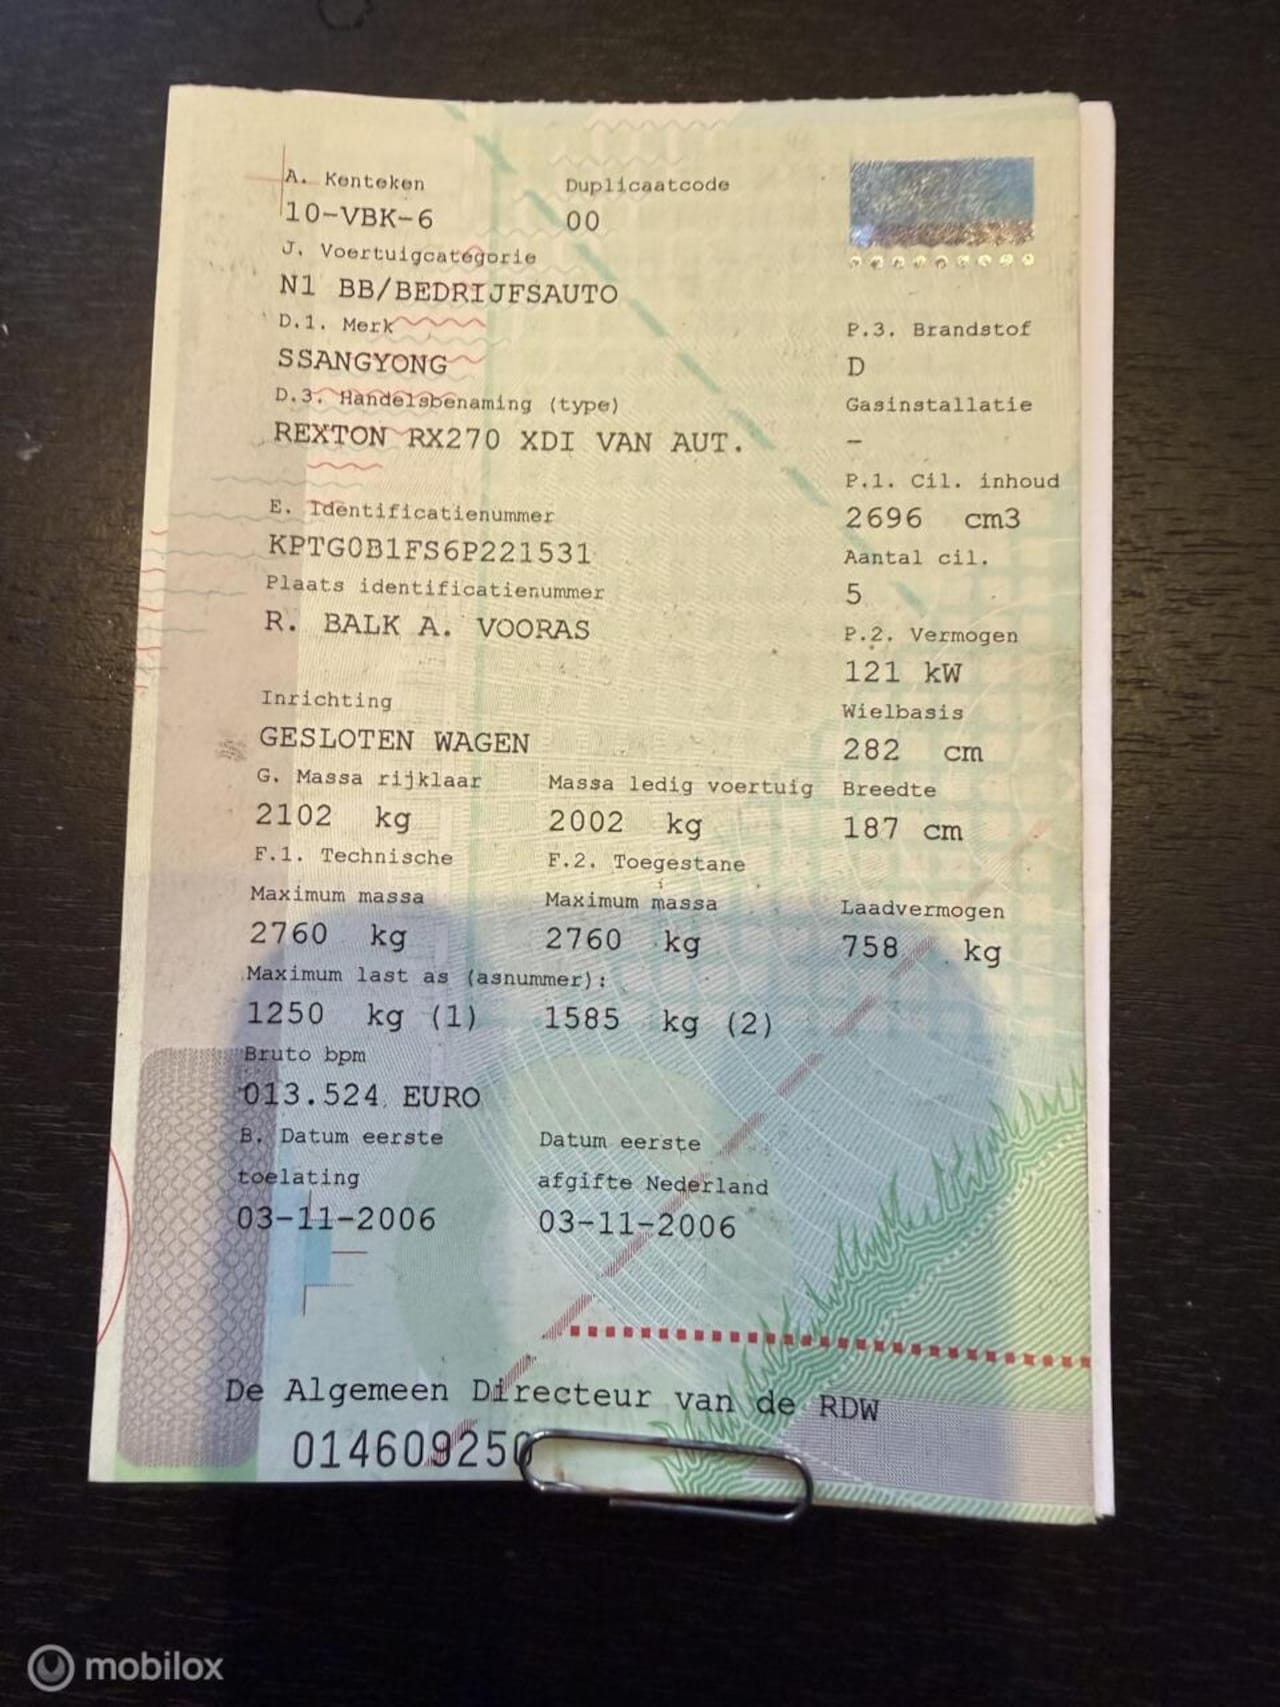 A. Kenteken Duplicaatcode
10-VBK-6 00
J. Voertuigcategorie
N1 BB/BEDRIJFSAUTO
D.1. Merk P.3. Brandstof
SSANGYONG D
D.3. Handelsbenaming (type) Gasinstallatie
REXTON RX270 XDI VAN AUT. –
P.1. Cil. inhoud
E. Identificatienummer 2696 cm3
KPTG0B1FS6P221531 Aantal cil.
Plaats identificatienummer 5
R. BALK A. VOORAS P.2. Vermogen
121 kW
Inrichting Wielbasis
GESLOTEN WAGEN 282 cm
G. Massa rijklaar Massa ledig voertuig Breedte
2102 kg 2002 kg 187 cm
F.1. Technische F.2. Toegestane
Maximum massa Maximum massa Laadvermogen
2760 kg 2760 kg 758 kg
Maximum last as (asnummer):
1250 kg (1) 1585 kg (2)
Bruto bpm
013.524 EURO
B. Datum eerste Datum eerste
toelating afgifte Nederland
03-11-2006 03-11-2006
De Algemeen Directeur van de RDW
014609250
mobilox